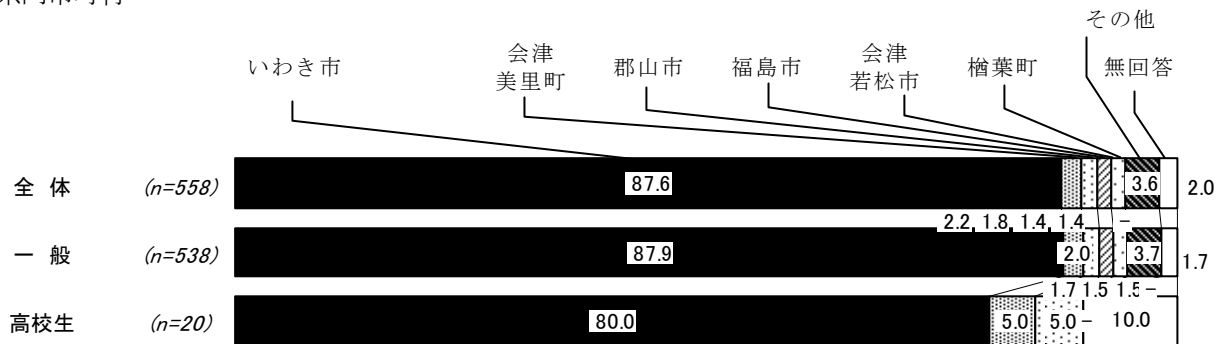 その他
会津
会津
いわき市
美里町
郡山市
福島市
若松市
楢葉町
無回答
全 体 (n=558) 87.6 3.6 2.0
2.2 1.8 1.4 1.4 -
一 般 (n=538) 87.9 2.0 3.7 1.7
1.7 1.5 1.5 -
高校生 (n=20) 80.0 5.0 5.0 - 10.0